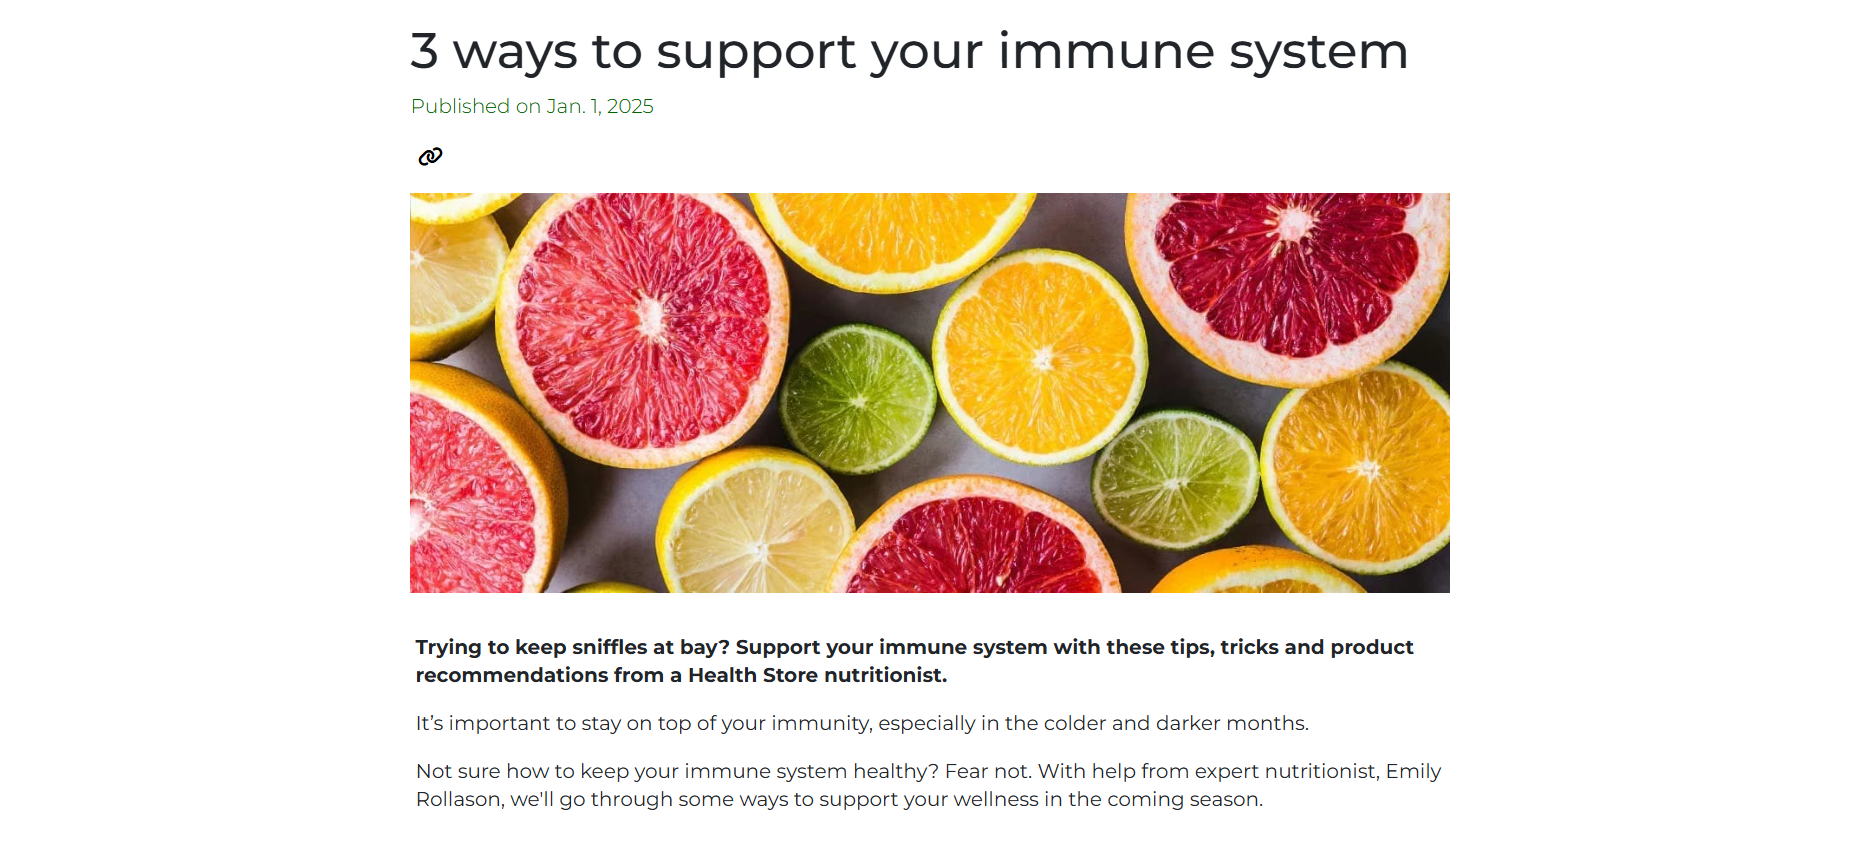 3 ways to support your immune system
Published on Jan. 1, 2025
Trying to keep sniffles at bay? Support your immune system with these tips, tricks and product
recommendations from a Health Store nutritionist.
It’s important to stay on top of your immunity, especially in the colder and darker months.
Not sure how to keep your immune system healthy? Fear not. With help from expert nutritionist, Emily
Rollason, we'll go through some ways to support your wellness in the coming season.